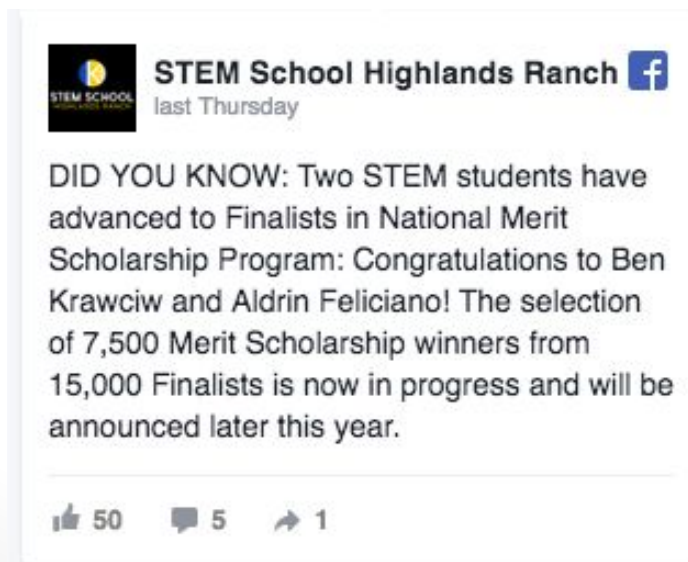 STEM School Highlands Ranch
STEM SCHOOL
HIGHLANDS RANCH
last Thursday
DID YOU KNOW: Two STEM students have
advanced to Finalists in National Merit
Scholarship Program: Congratulations to Ben
Krawciw and Aldrin Feliciano! The selection
of 7,500 Merit Scholarship winners from
15,000 Finalists is now in progress and will be
announced later this year.
50 5 1